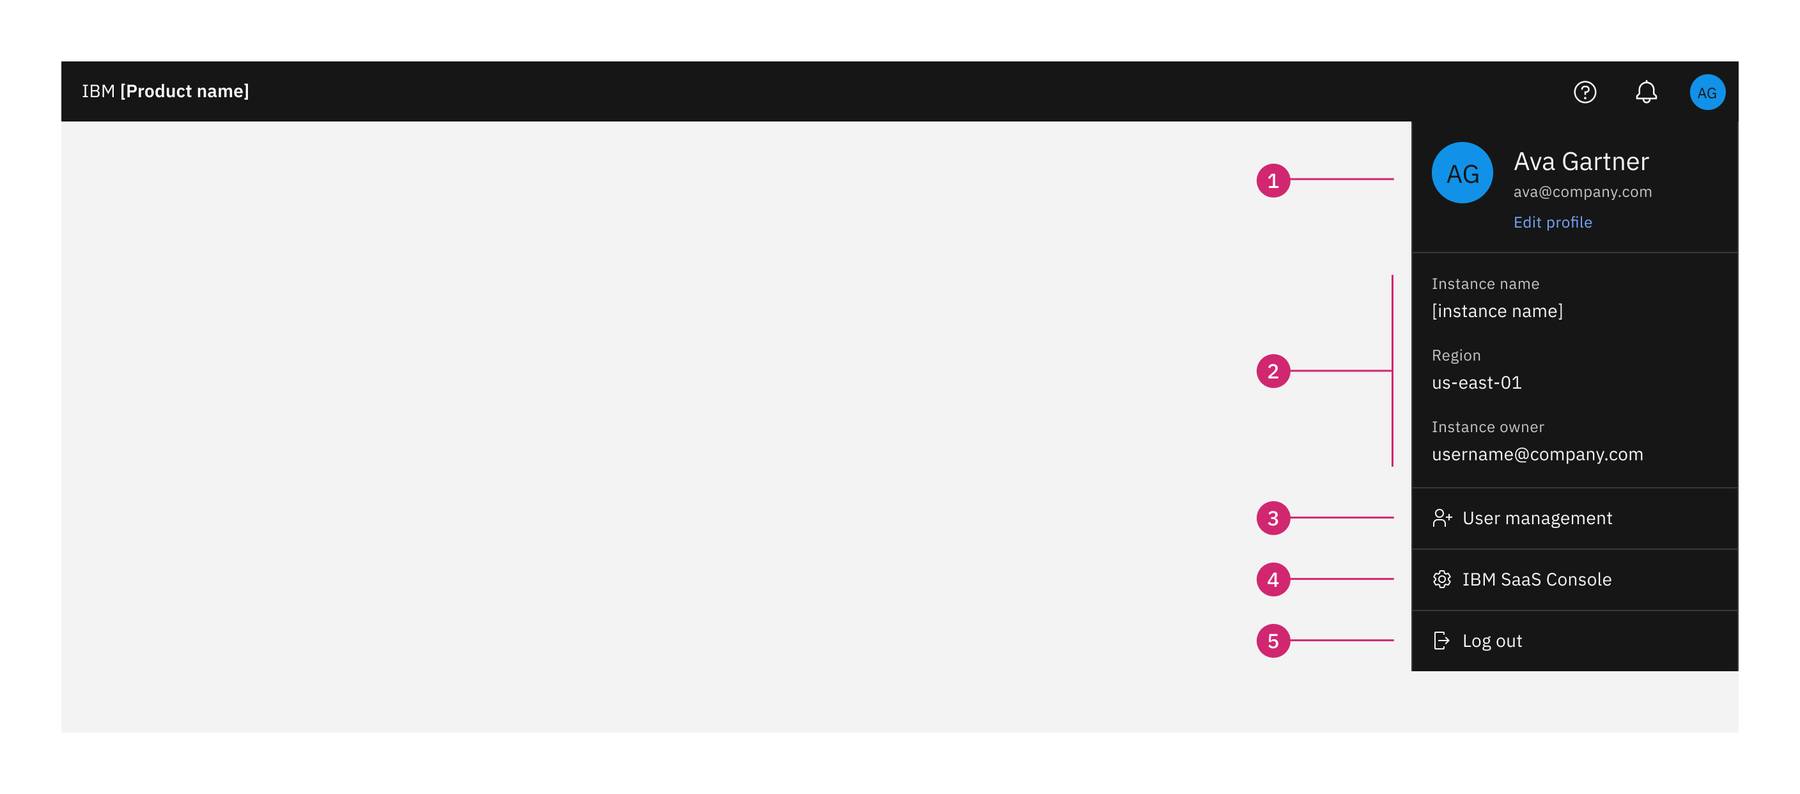 IBM [Product name]
AG
1
AG
Ava Gartner
ava@company.com
Edit profile
2
Instance name
[instance name]
Region
us-east-01
Instance owner
username@company.com
3
User management
4
IBM SaaS Console
5
Log out